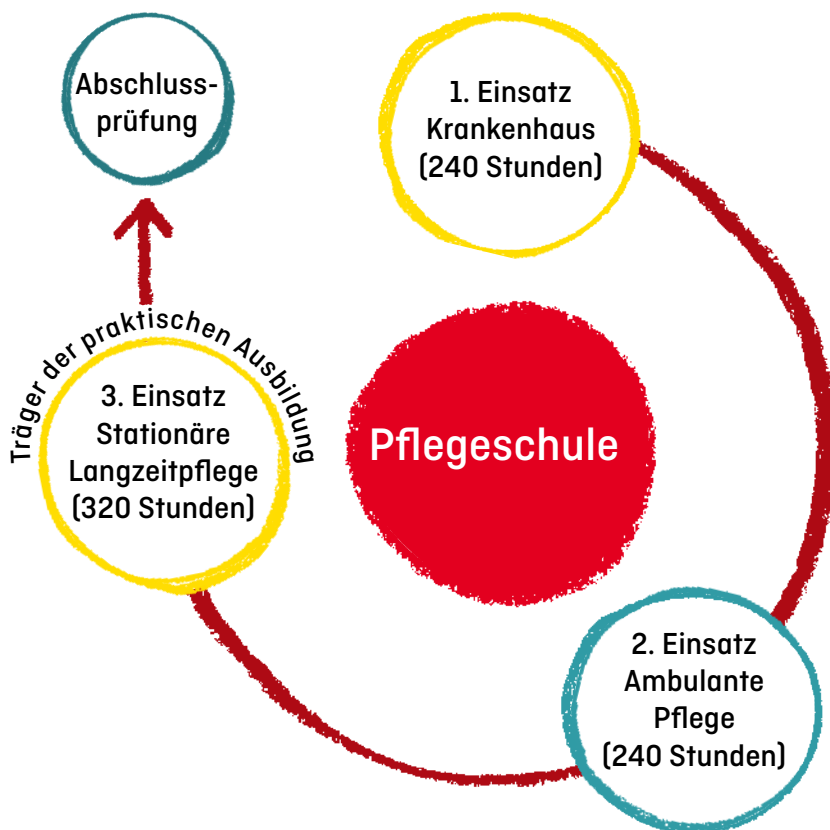 Abschluss-
prüfung
1. Einsatz
Krankenhaus
(240 Stunden)
Träger der praktischen Ausbildung
3. Einsatz
Stationäre
Langzeitpflege
(320 Stunden)
Pflegeschule
2. Einsatz
Ambulante
Pflege
(240 Stunden)